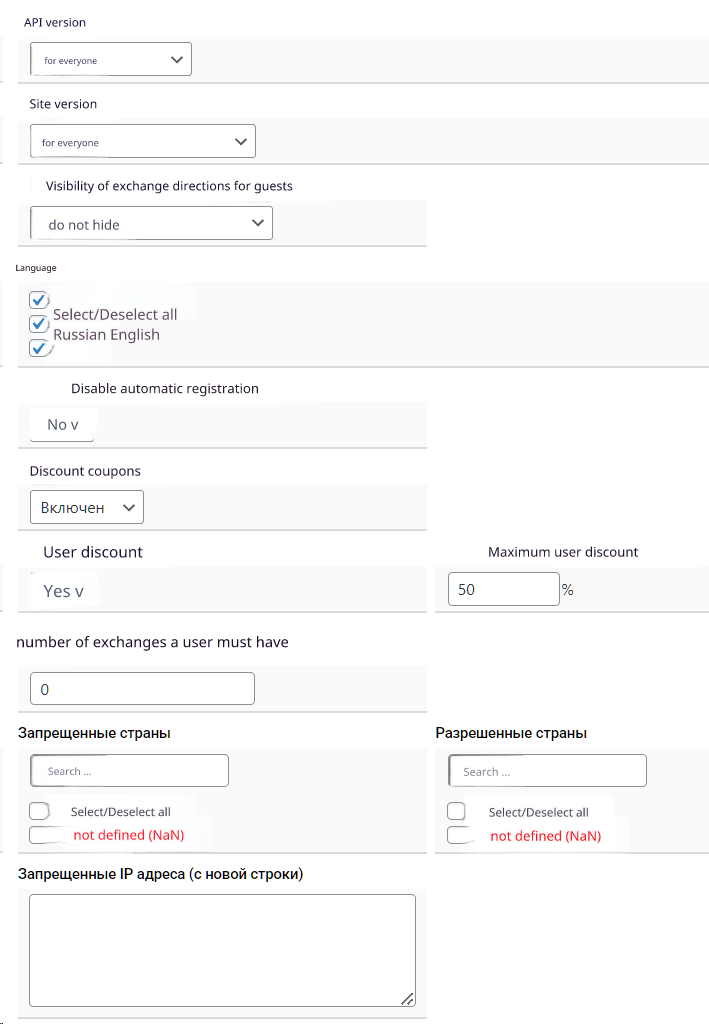 API version
for everyone
Site version
for everyone
Visibility of exchange directions for guests
do not hide
Language
Select/Deselect all
Russian English
Disable automatic registration
No v
Discount coupons
Включен
User discount
Maximum user discount
Yes v
50 %
number of exchanges a user must have
0
Запрещенные страны
Разрешенные страны
Search ...
Search ...
Select/Deselect all
Select/Deselect all
not defined (NaN)
not defined (NaN)
Запрещенные IP адреса (с новой строки)